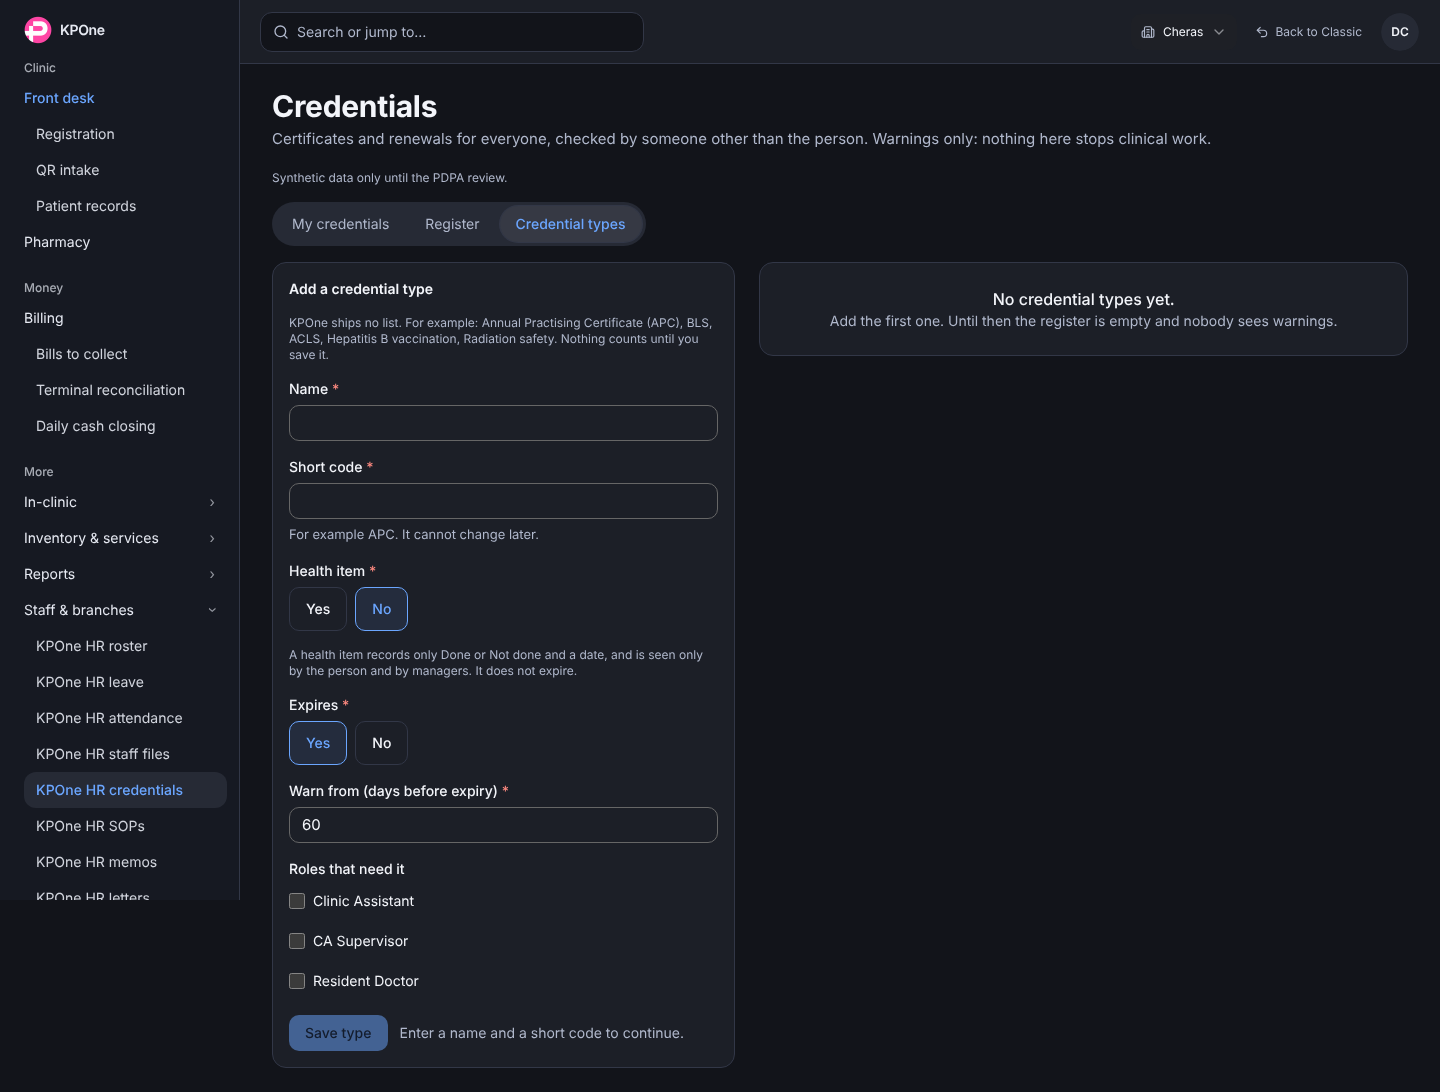 KPOne
Clinic
Front desk
Registration
QR intake
Patient records
Pharmacy
Money
Billing
Bills to collect
Terminal reconciliation
Daily cash closing
More
In-clinic
Inventory & services
Reports
Staff & branches
KPOne HR roster
KPOne HR leave
KPOne HR attendance
KPOne HR staff files
KPOne HR credentials
KPOne HR SOPs
KPOne HR memos
KPOne HR letters
Search or jump to...
Cheras
Back to Classic
DC
Credentials
Certificates and renewals for everyone, checked by someone other than the person. Warnings only: nothing here stops clinical work.
Synthetic data only until the PDPA review.
My credentials
Register
Credential types
Add a credential type
KPOne ships no list. For example: Annual Practising Certificate (APC), BLS,
ACLS, Hepatitis B vaccination, Radiation safety. Nothing counts until you
save it.
Name *
Short code *
For example APC. It cannot change later.
Health item *
Yes
No
A health item records only Done or Not done and a date, and is seen only
by the person and by managers. It does not expire.
Expires *
Yes
No
Warn from (days before expiry) *
60
Roles that need it
Clinic Assistant
CA Supervisor
Resident Doctor
Save type
Enter a name and a short code to continue.
No credential types yet.
Add the first one. Until then the register is empty and nobody sees warnings.